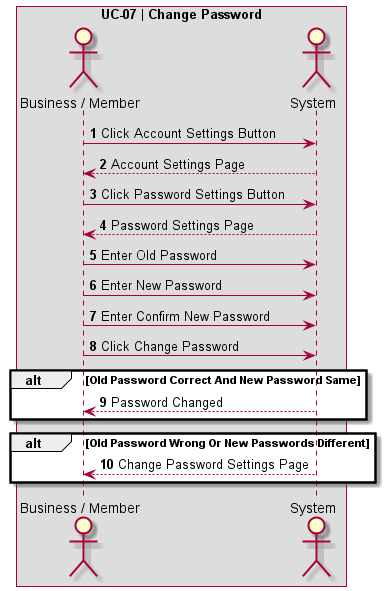 UC-07 | Change Password
Business / Member
System
1 Click Account Settings Button
2 Account Settings Page
3 Click Password Settings Button
4 Password Settings Page
5 Enter Old Password
6 Enter New Password
7 Enter Confirm New Password
8 Click Change Password
alt [Old Password Correct And New Password Same]
9 Password Changed
alt [Old Password Wrong Or New Passwords Different]
10 Change Password Settings Page
Business / Member
System